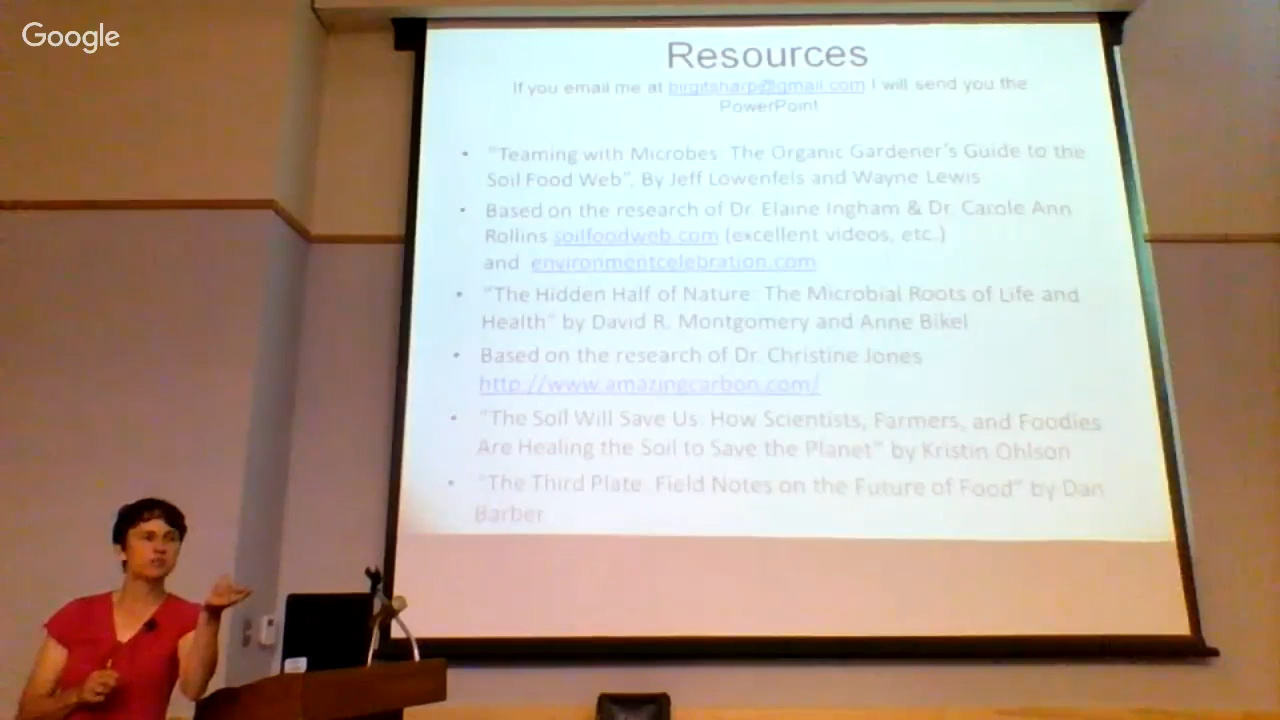 Google
Resources
If you email me at birgitsharp@gmail.com I will send you the
PowerPoint
• "Teaming with Microbes: The Organic Gardener's Guide to the
Soil Food Web", By Jeff Lowenfels and Wayne Lewis
• Based on the research of Dr. Elaine Ingham & Dr. Carole Ann
Rollins soilfoodweb.com (excellent videos, etc.)
and environmentcelebration.com
• "The Hidden Half of Nature: The Microbial Roots of Life and
Health" by David R. Montgomery and Anne Bikel
• Based on the research of Dr. Christine Jones
http://www.amazingcarbon.com/
• "The Soil Will Save Us: How Scientists, Farmers, and Foodies
Are Healing the Soil to Save the Planet" by Kristin Ohlson
• "The Third Plate: Field Notes on the Future of Food" by Dan
Barber